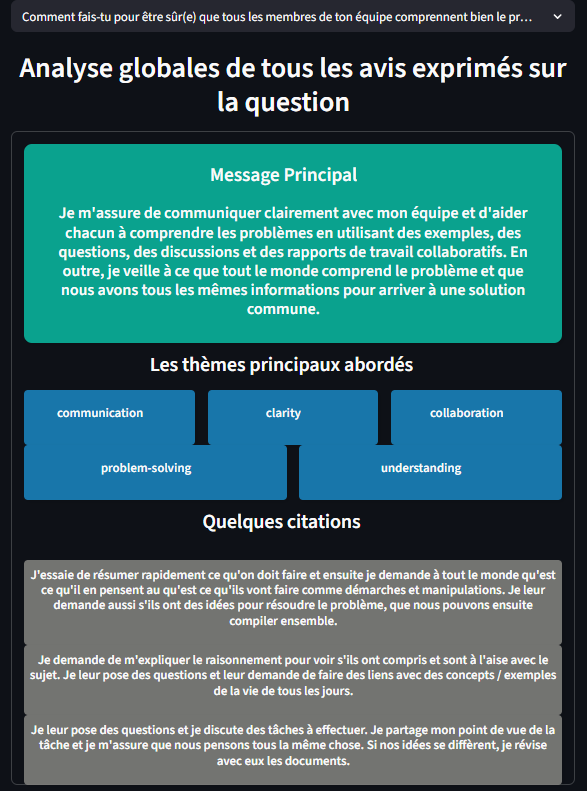 Comment fais-tu pour être sûr(e) que tous les membres de ton équipe comprennent bien le pr...
Analyse globales de tous les avis exprimés sur
la question
Message Principal
Je m'assure de communiquer clairement avec mon équipe et d'aider
chacun à comprendre les problèmes en utilisant des exemples, des
questions, des discussions et des rapports de travail collaboratifs. En
outre, je veille à ce que tout le monde comprend le problème et que
nous avons tous les mêmes informations pour arriver à une solution
commune.
Les thèmes principaux abordés
communication
clarity
collaboration
problem-solving
understanding
Quelques citations
J'essaie de résumer rapidement ce qu'on doit faire et ensuite je demande à tout le monde qu'est
ce qu'il en pensent au qu'est ce qu'ils vont faire comme démarches et manipulations. Je leur
demande aussi s'ils ont des idées pour résoudre le problème, que nous pouvons ensuite
compiler ensemble.
Je demande de m'expliquer le raisonnement pour voir s'ils ont compris et sont à l'aise avec le
sujet. Je leur pose des questions et leur demande de faire des liens avec des concepts / exemples
de la vie de tous les jours.
Je leur pose des questions et je discute des tâches à effectuer. Je partage mon point de vue de la
tâche et je m'assure que nous pensons tous la même chose. Si nos idées se diffèrent, je révise
avec eux les documents.